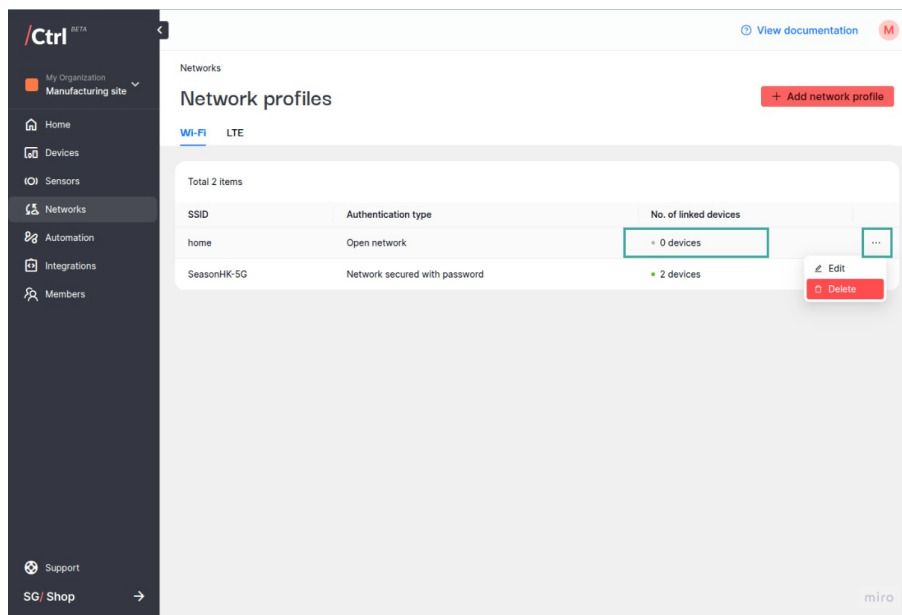 /Ctrl BETA
View documentation
M
My Organization
Manufacturing site
Home
Devices
Sensors
Networks
Automation
Integrations
Members
Support
SG/ Shop
Networks
Network profiles
+ Add network profile
Wi-Fi LTE
Total 2 items
SSID Authentication type No. of linked devices
home Open network 0 devices ...
SeasonHK-5G Network secured with password 2 devices
Edit
Delete
miro